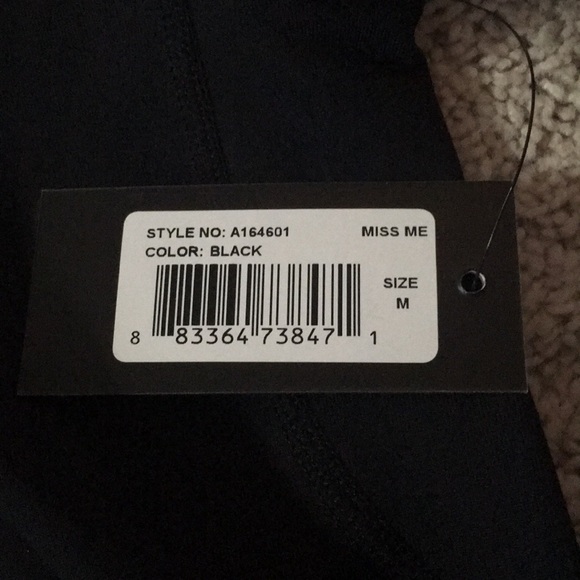 STYLE NO: A164601 MISS ME
COLOR: BLACK
SIZE
M
8 83364 73847 1